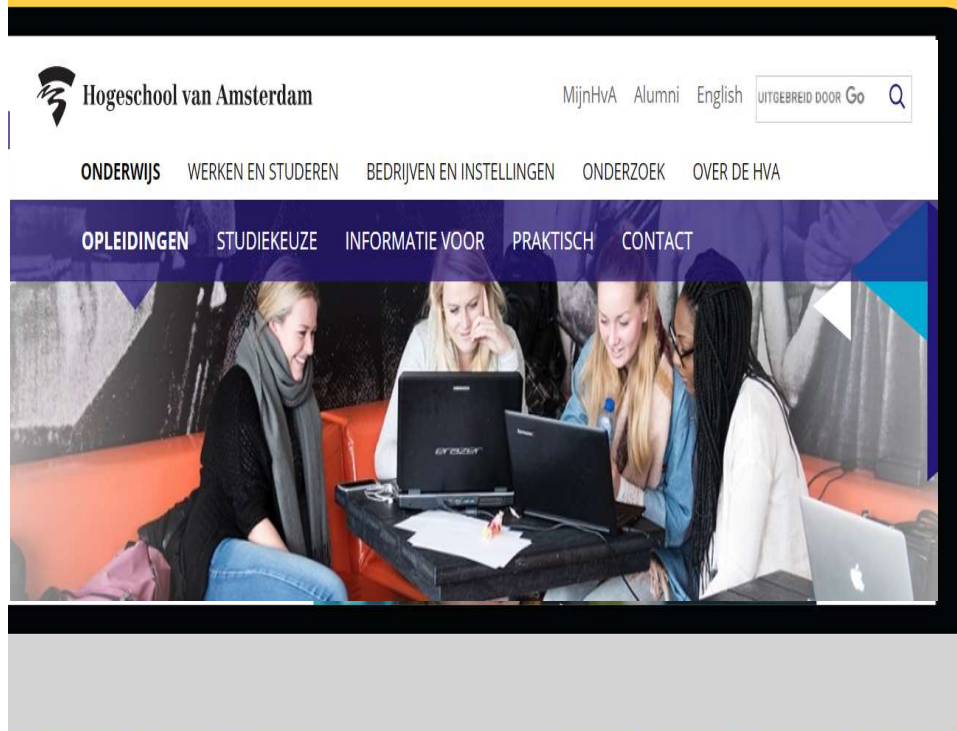 Hogeschool van Amsterdam
MijnHvA Alumni English UITGEBREID DOOR Go
ONDERWIJS WERKEN EN STUDEREN BEDRIJVEN EN INSTELLINGEN ONDERZOEK OVER DE HVA
OPLEIDINGEN STUDIEKEUZE INFORMATIE VOOR PRAKTISCH CONTACT
erazer
lenovo